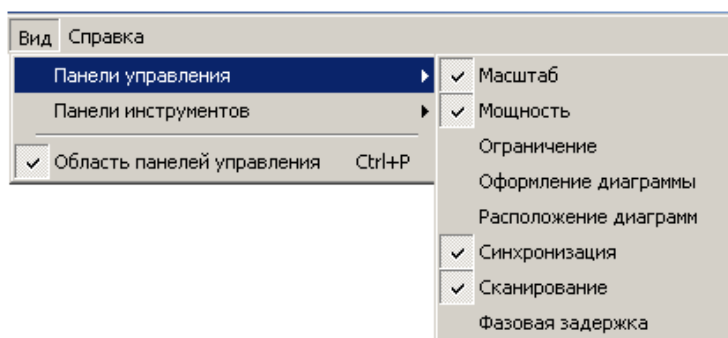 Вид Справка
Панели управления
Панели инструментов
Область панелей управления Ctrl+P
Масштаб
Мощность
Ограничение
Оформление диаграммы
Расположение диаграмм
Синхронизация
Сканирование
Фазовая задержка